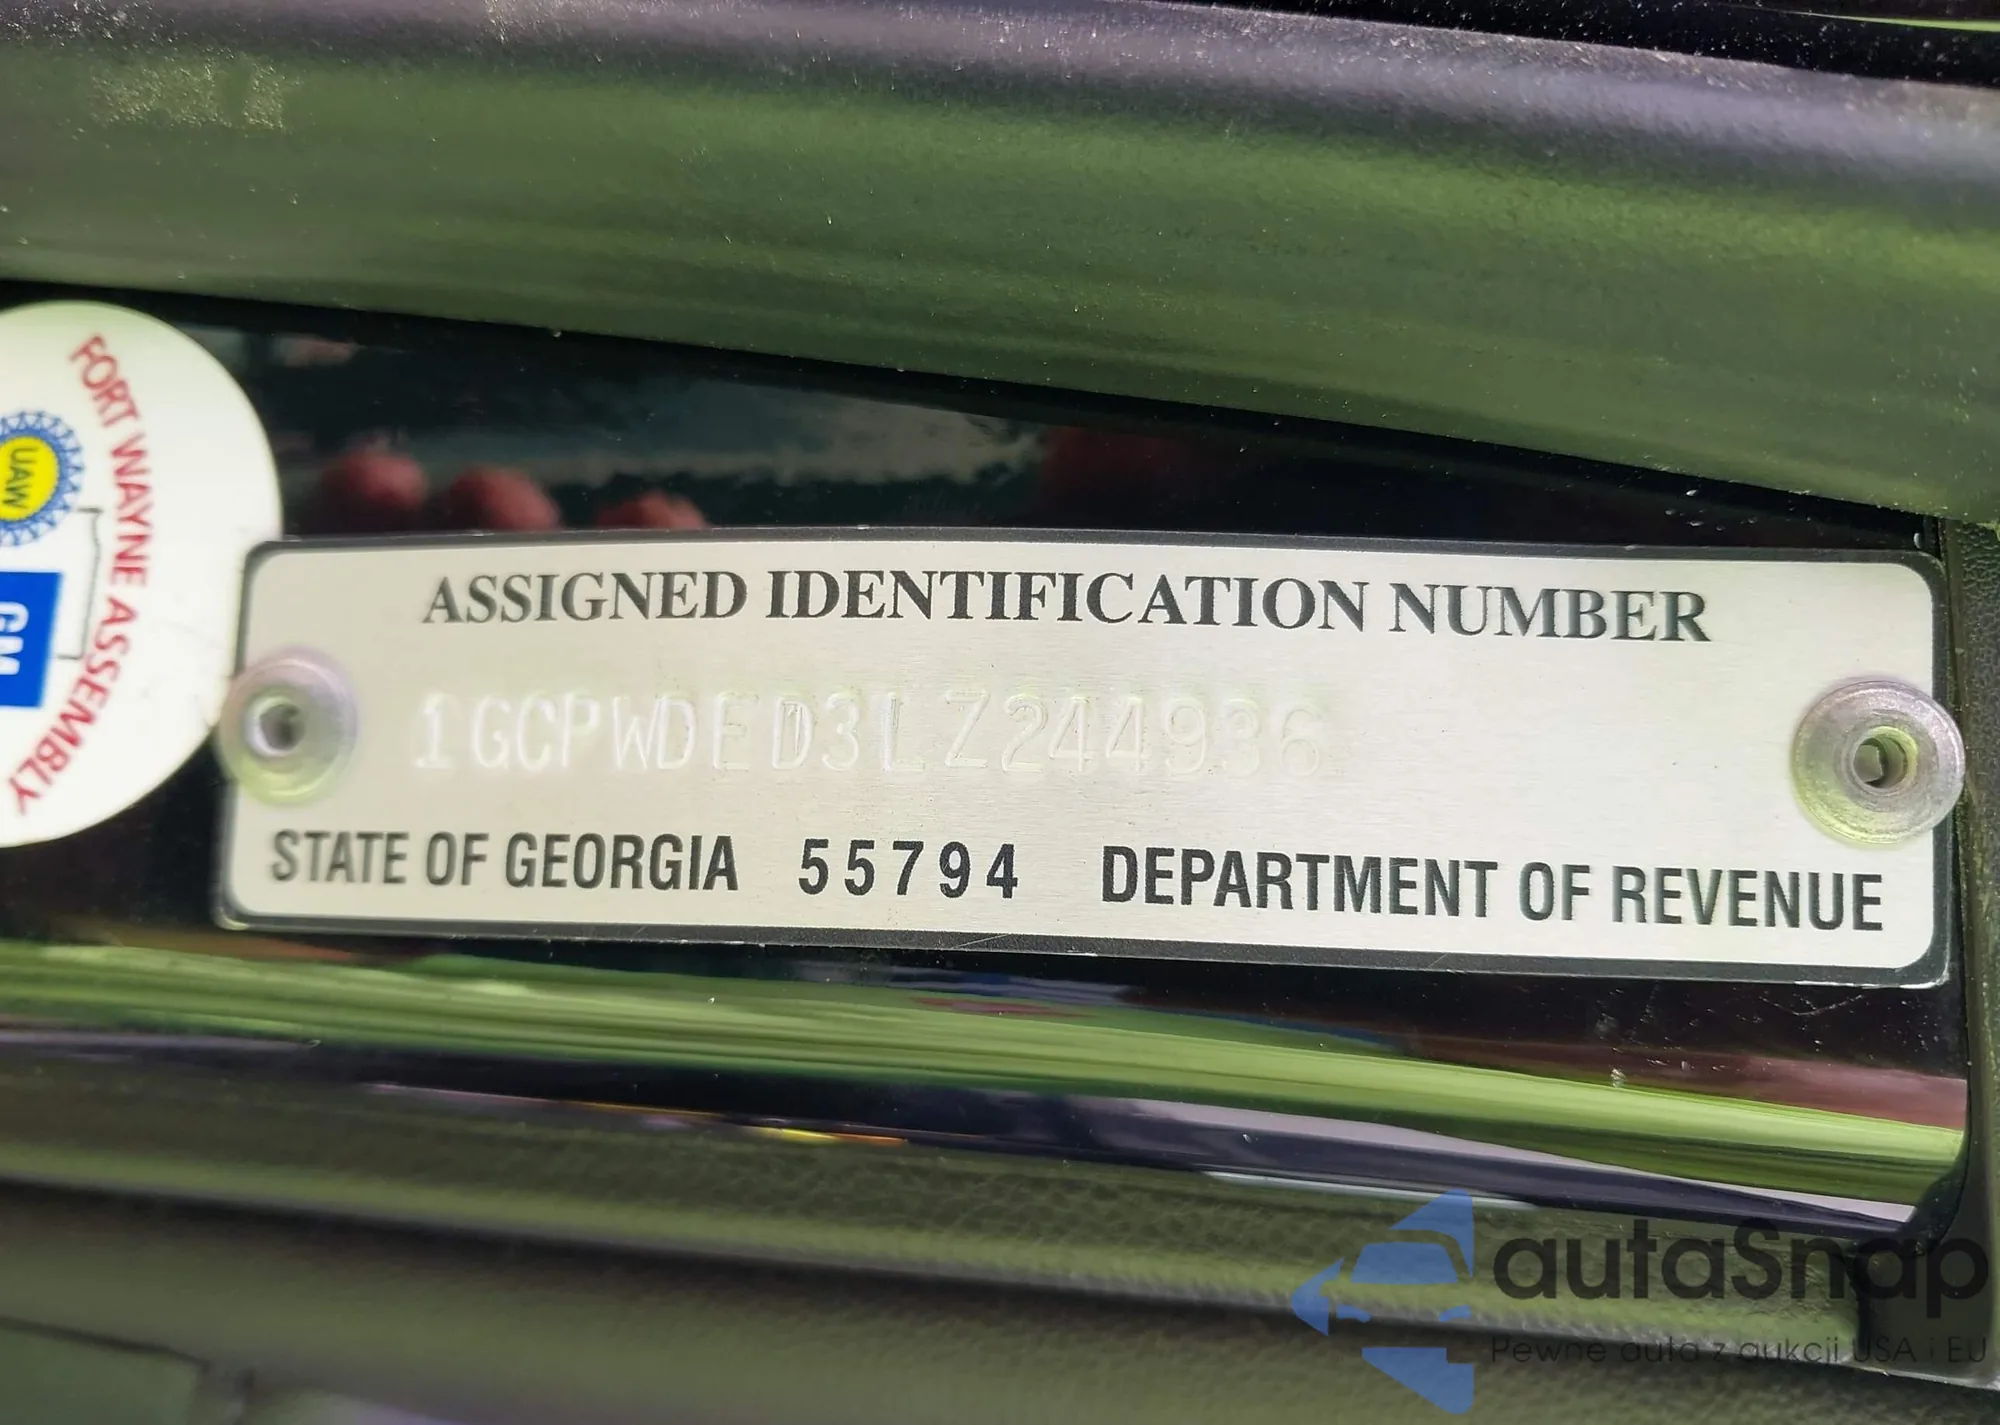 FORT WAYNE ASSEMBLY
UAW
GM
ASSIGNED IDENTIFICATION NUMBER
1GCPWDED3LZ244936
STATE OF GEORGIA 55794 DEPARTMENT OF REVENUE
autaSnap
Pewne auta z aukcji USA i EU